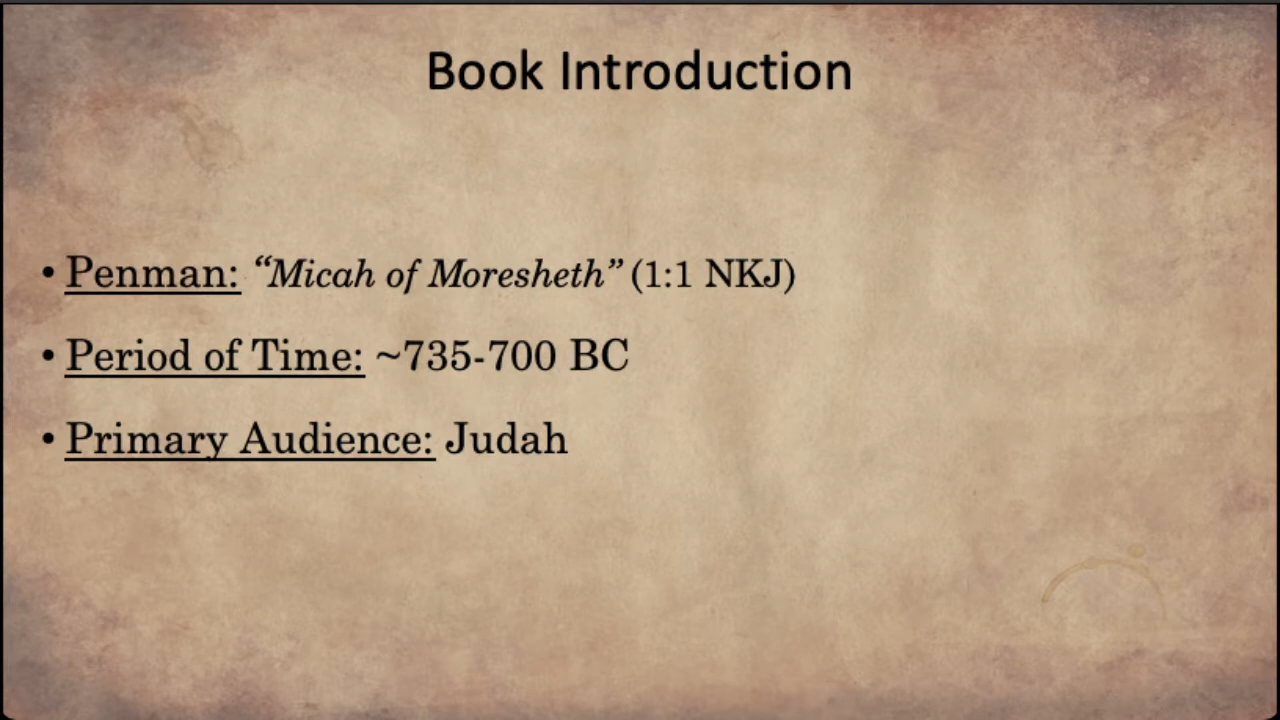 Book Introduction
• Penman: “Micah of Moresheth” (1:1 NKJ)
• Period of Time: ~735-700 BC
• Primary Audience: Judah